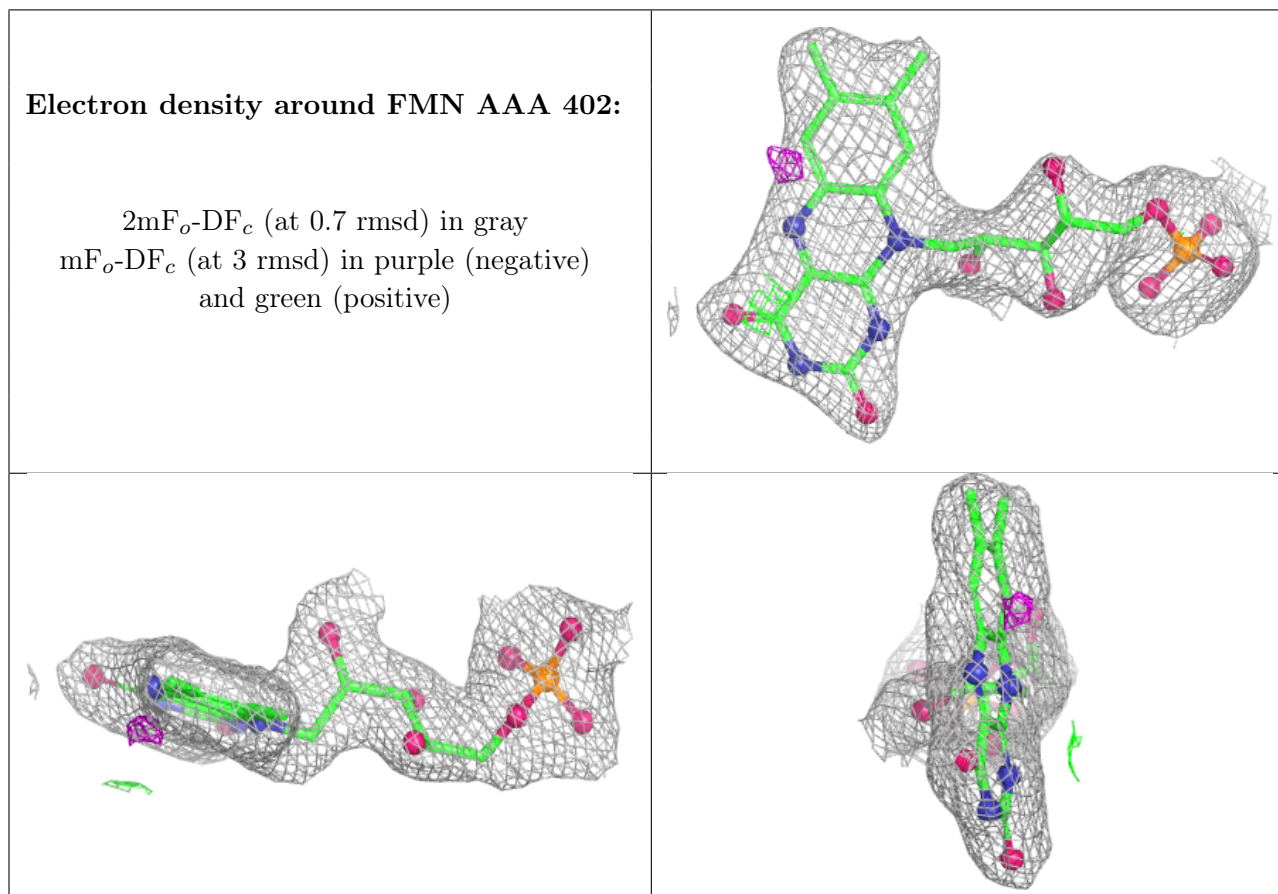 Electron density around FMN AAA 402:
2mFo-DFc (at 0.7 rmsd) in gray
mFo-DFc (at 3 rmsd) in purple (negative)
and green (positive)